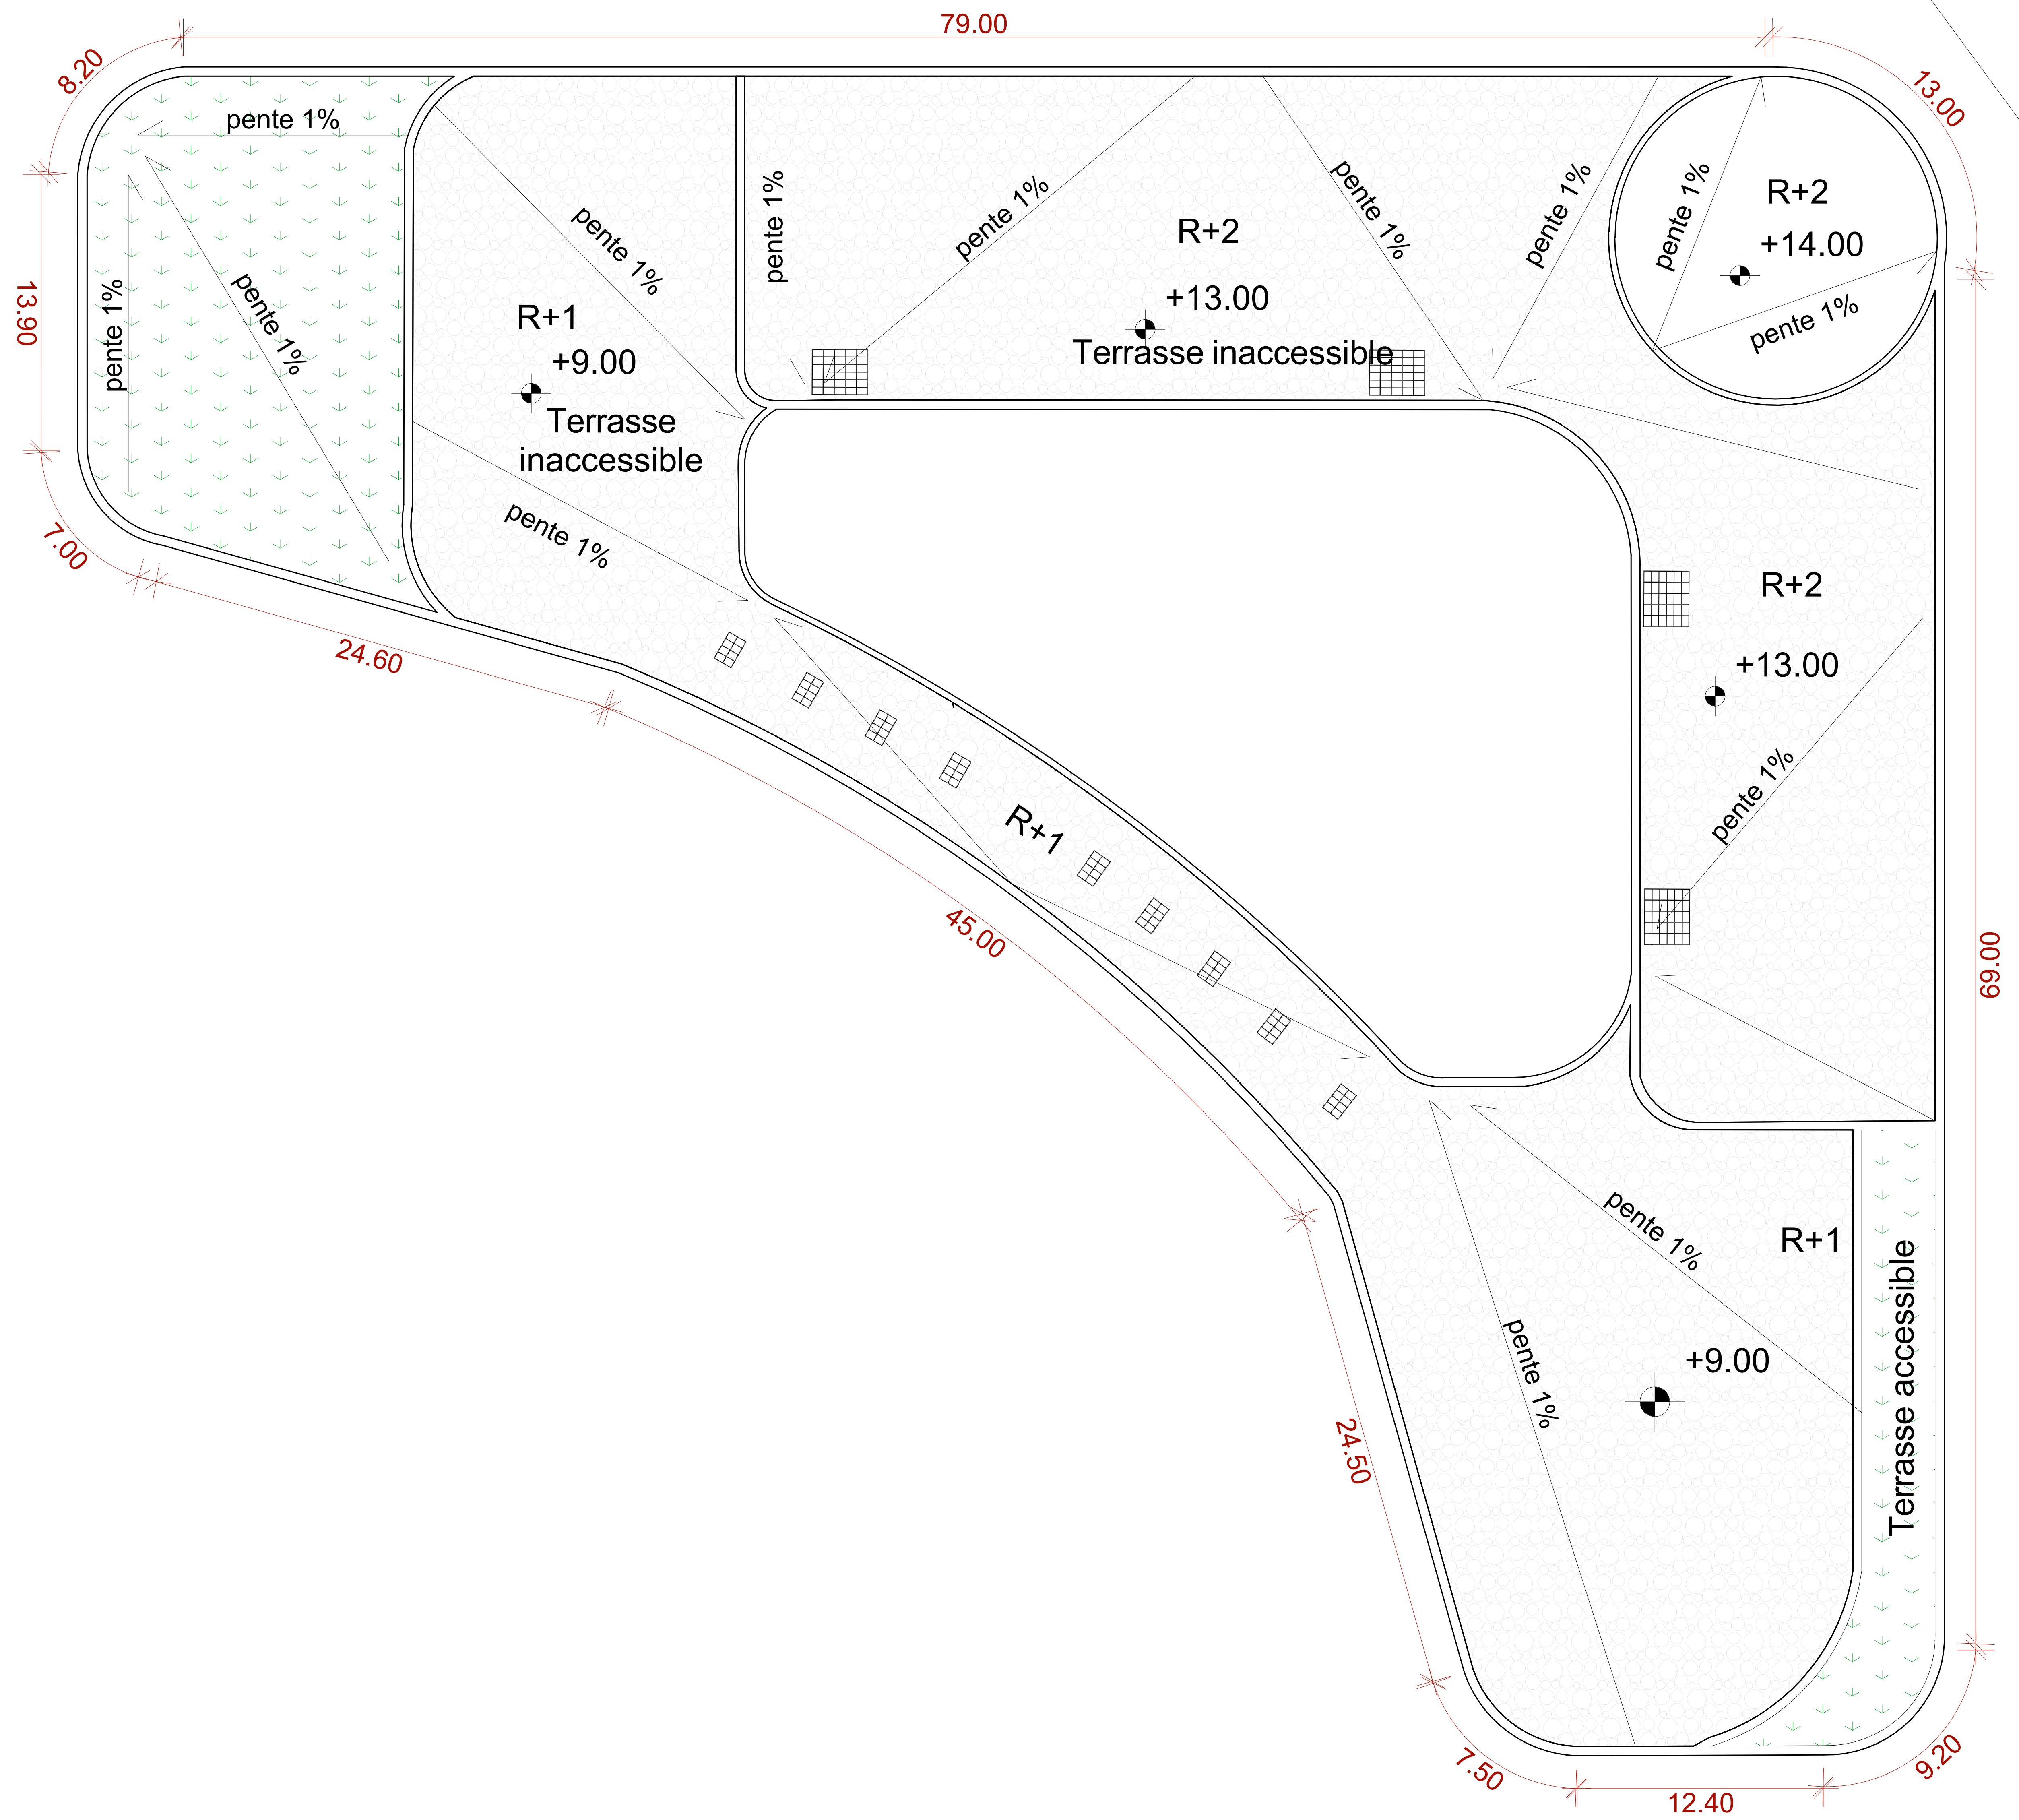 79.00
8.20
13.00
pente 1%
pente 1%
pente 1%
13.90
7.00
24.60
pente 1%
R+1
+9.00
Terrasse
inaccessible
pente 1%
pente 1%
pente 1%
R+2
+13.00
Terrasse inaccessible
pente 1%
pente 1%
pente 1%
R+2
+14.00
pente 1%
R+2
+13.00
pente 1%
R+1
45.00
69.00
pente 1%
R+1
+9.00
pente 1%
Terrasse accessible
24.50
7.50
12.40
9.20